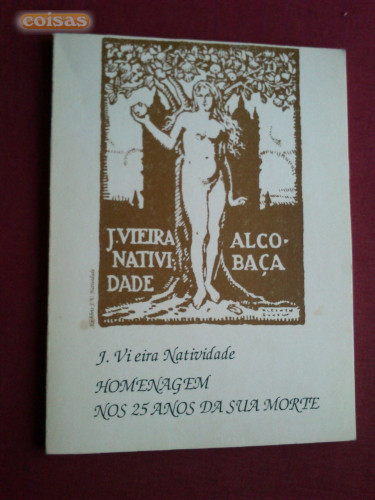 coisas
J. VIEIRA
NATIVI-
DADE
ALCO-
BAÇA
J. Vieira Natividade
HOMENAGEM
NOS 25 ANOS DA SUA MORTE